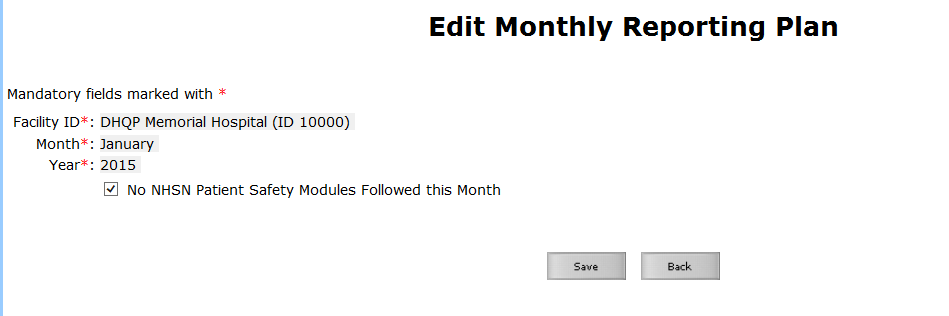 Edit Monthly Reporting Plan
Mandatory fields marked with *
Facility ID*: DHQP Memorial Hospital (ID 10000)
Month*: January
Year*: 2015
No NHSN Patient Safety Modules Followed this Month
Save Back